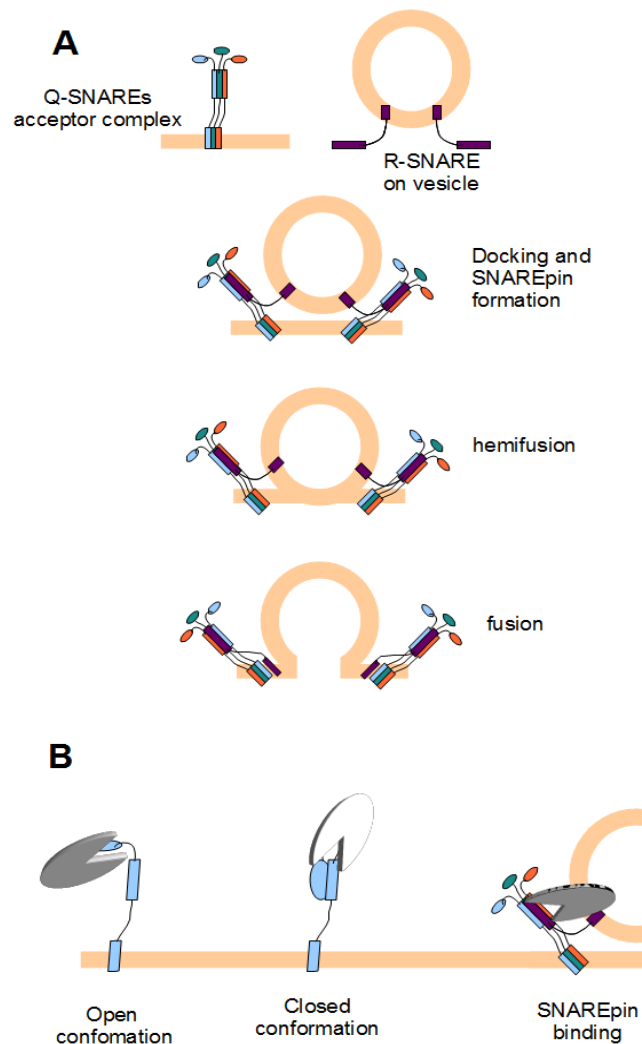 A
Q-SNAREs
acceptor complex
R-SNARE
on vesicle
Docking and
SNAREpin
formation
hemifusion
fusion
B
Open
confomation
Closed
conformation
SNAREpin
binding